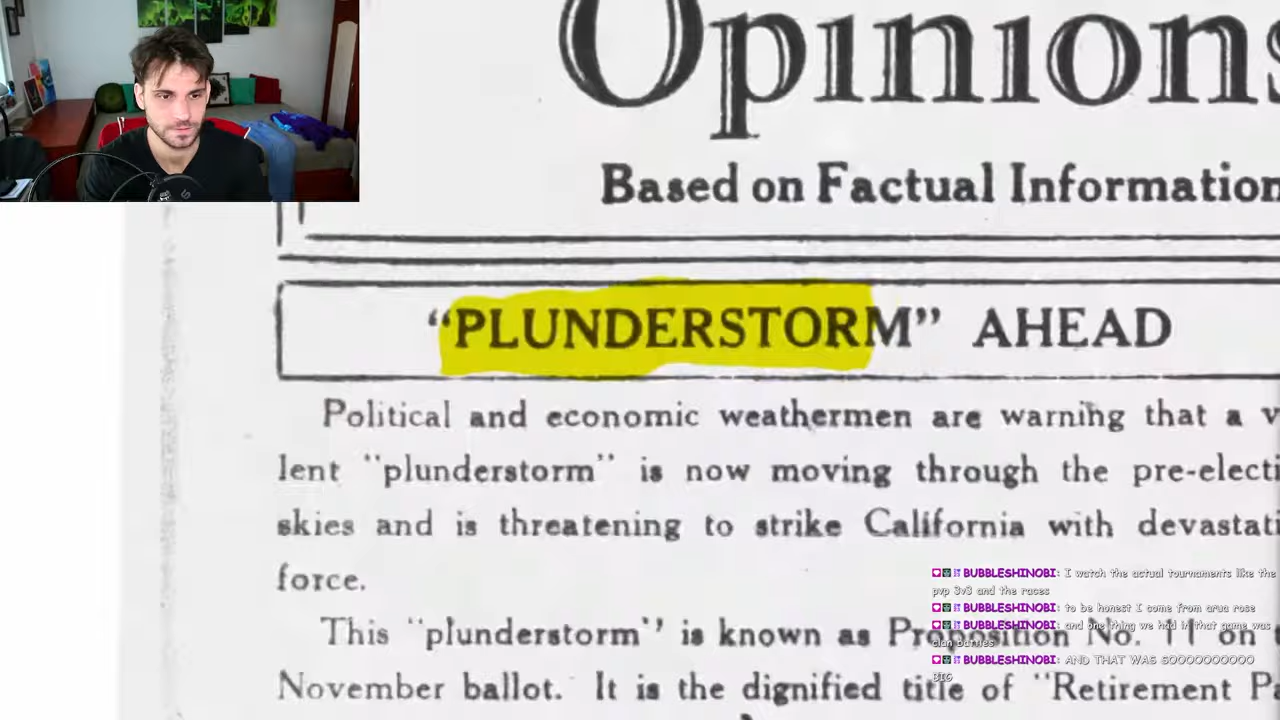 Opinions
Based on Factual Information
"PLUNDERSTORM" AHEAD
Political and economic weathermen are warning that a v
lent "plunderstorm" is now moving through the pre-electi
skies and is threatening to strike California with devastati
force.
This "plunderstorm" is known as Proposition No. 11 on
November ballot. It is the dignified title of "Retirement Pa
BUBBLESHINOBI: I watch the actual tournaments like the
pvp 3v3 and the races
BUBBLESHINOBI: to be honest I come from arua rose
BUBBLESHINOBI: and one thing we had in that game was
clan battles
BUBBLESHINOBI: AND THAT WAS SOOOOOOOOOO
BIG